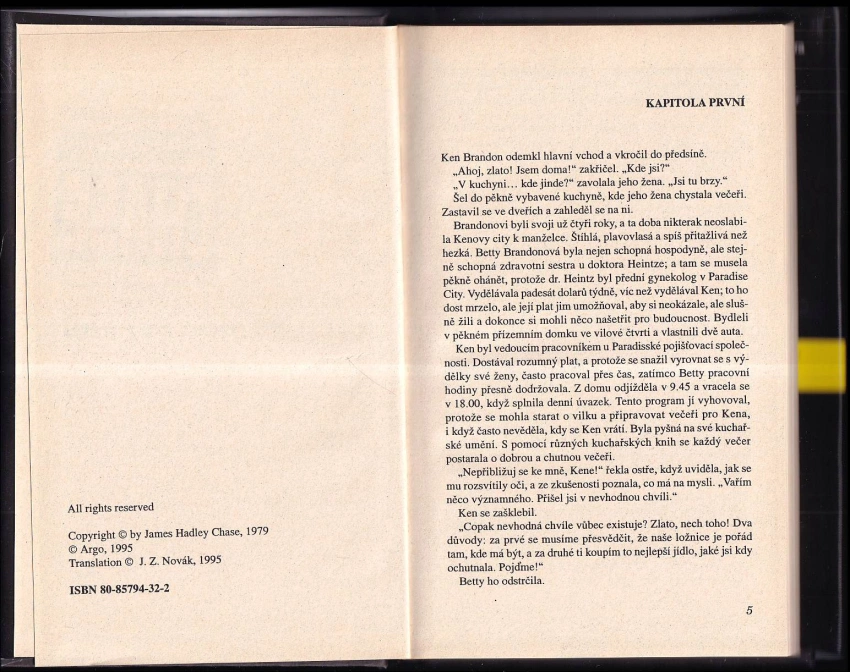 All rights reserved
Copyright © by James Hadley Chase, 1979
© Argo, 1995
Translation © J. Z. Novák, 1995
ISBN 80-85794-32-2
KAPITOLA PRVNÍ
Ken Brandon odemkl hlavní vchod a vkročil do předsíně.
„Ahoj, zlato! Jsem doma!“ zakřičel. „Kde jsi?“
„V kuchyni... kde jinde?“ zavolala jeho žena. „Jsi tu brzy.“
Šel do pěkně vybavené kuchyně, kde jeho žena chystala večeři.
Zastavil se ve dveřích a zahleděl se na ni.
Brandonovi byli svoji už čtyři roky, a ta doba nikterak neoslabi-
la Kenovy city k manželce. Štíhlá, plavovlasá a spíš přitažlivá než
hezká. Betty Brandonová byla nejen schopná hospodyně, ale stej-
ně schopná zdravotní sestra u doktora Heintze; a tam se musela
pěkně ohánět, protože dr. Heintz byl přední gynekolog v Paradise
City. Vydělávala padesát dolarů týdně, víc než vydělával Ken; to ho
dost mrzelo, ale její plat jim umožňoval, aby si neokázale, ale sluš-
ně žili a dokonce si mohli něco našetřit pro budoucnost. Bydleli
v pěkném přízemním domku ve vilové čtvrti a vlastnili dvě auta.
Ken byl vedoucím pracovníkem u Paradisské pojišťovací společ-
nosti. Dostával rozumný plat, a protože se snažil vyrovnat se s vý-
dělky své ženy, často pracoval přes čas, zatímco Betty pracovní
hodiny přesně dodržovala. Z domu odjížděla v 9.45 a vracela se
v 18.00, když splnila denní úvazek. Tento program jí vyhovoval,
protože se mohla starat o vilku a připravovat večeři pro Kena,
i když často nevěděla, kdy se Ken vrátí. Byla pyšná na své kuchař-
ské umění. S pomocí různých kuchařských knih se každý večer
postarala o dobrou a chutnou večeři.
„Nepřibližuj se ke mně, Kene!“ řekla ostře, když uviděla, jak se
mu rozsvítily oči, a ze zkušenosti poznala, co má na mysli. „Vařím
něco významného. Přišel jsi v nevhodnou chvíli.“
Ken se zašklebil.
„Copak nevhodná chvíle vůbec existuje? Zlato, nech toho! Dva
důvody: za prvé se musíme přesvědčit, že naše ložnice je pořád
tam, kde má být, a za druhé ti koupím to nejlepší jídlo, jaké jsi kdy
ochutnala. Pojďme!“
Betty ho odstrčila.
5